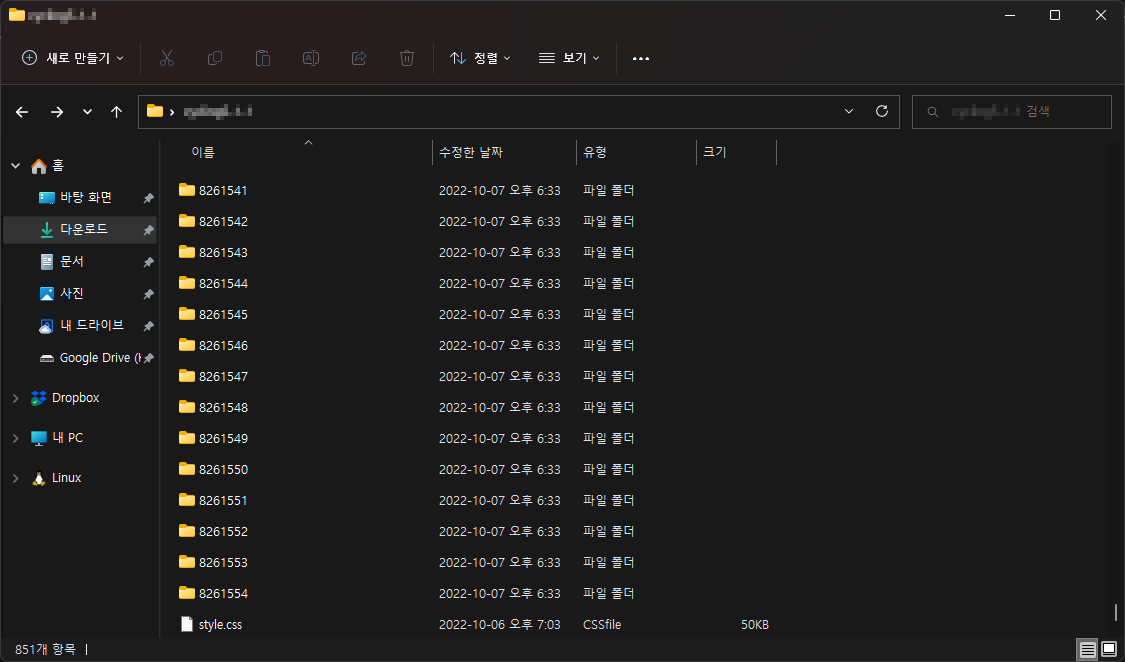 새로 만들기
정렬
보기
검색
이름 수정한 날짜 유형 크기
홈
바탕 화면
다운로드
문서
사진
내 드라이브
Google Drive (
Dropbox
내 PC
Linux
8261541 2022-10-07 오후 6:33 파일 폴더
8261542 2022-10-07 오후 6:33 파일 폴더
8261543 2022-10-07 오후 6:33 파일 폴더
8261544 2022-10-07 오후 6:33 파일 폴더
8261545 2022-10-07 오후 6:33 파일 폴더
8261546 2022-10-07 오후 6:33 파일 폴더
8261547 2022-10-07 오후 6:33 파일 폴더
8261548 2022-10-07 오후 6:33 파일 폴더
8261549 2022-10-07 오후 6:33 파일 폴더
8261550 2022-10-07 오후 6:33 파일 폴더
8261551 2022-10-07 오후 6:33 파일 폴더
8261552 2022-10-07 오후 6:33 파일 폴더
8261553 2022-10-07 오후 6:33 파일 폴더
8261554 2022-10-07 오후 6:33 파일 폴더
style.css 2022-10-06 오후 7:03 CSSfile 50KB
851개 항목